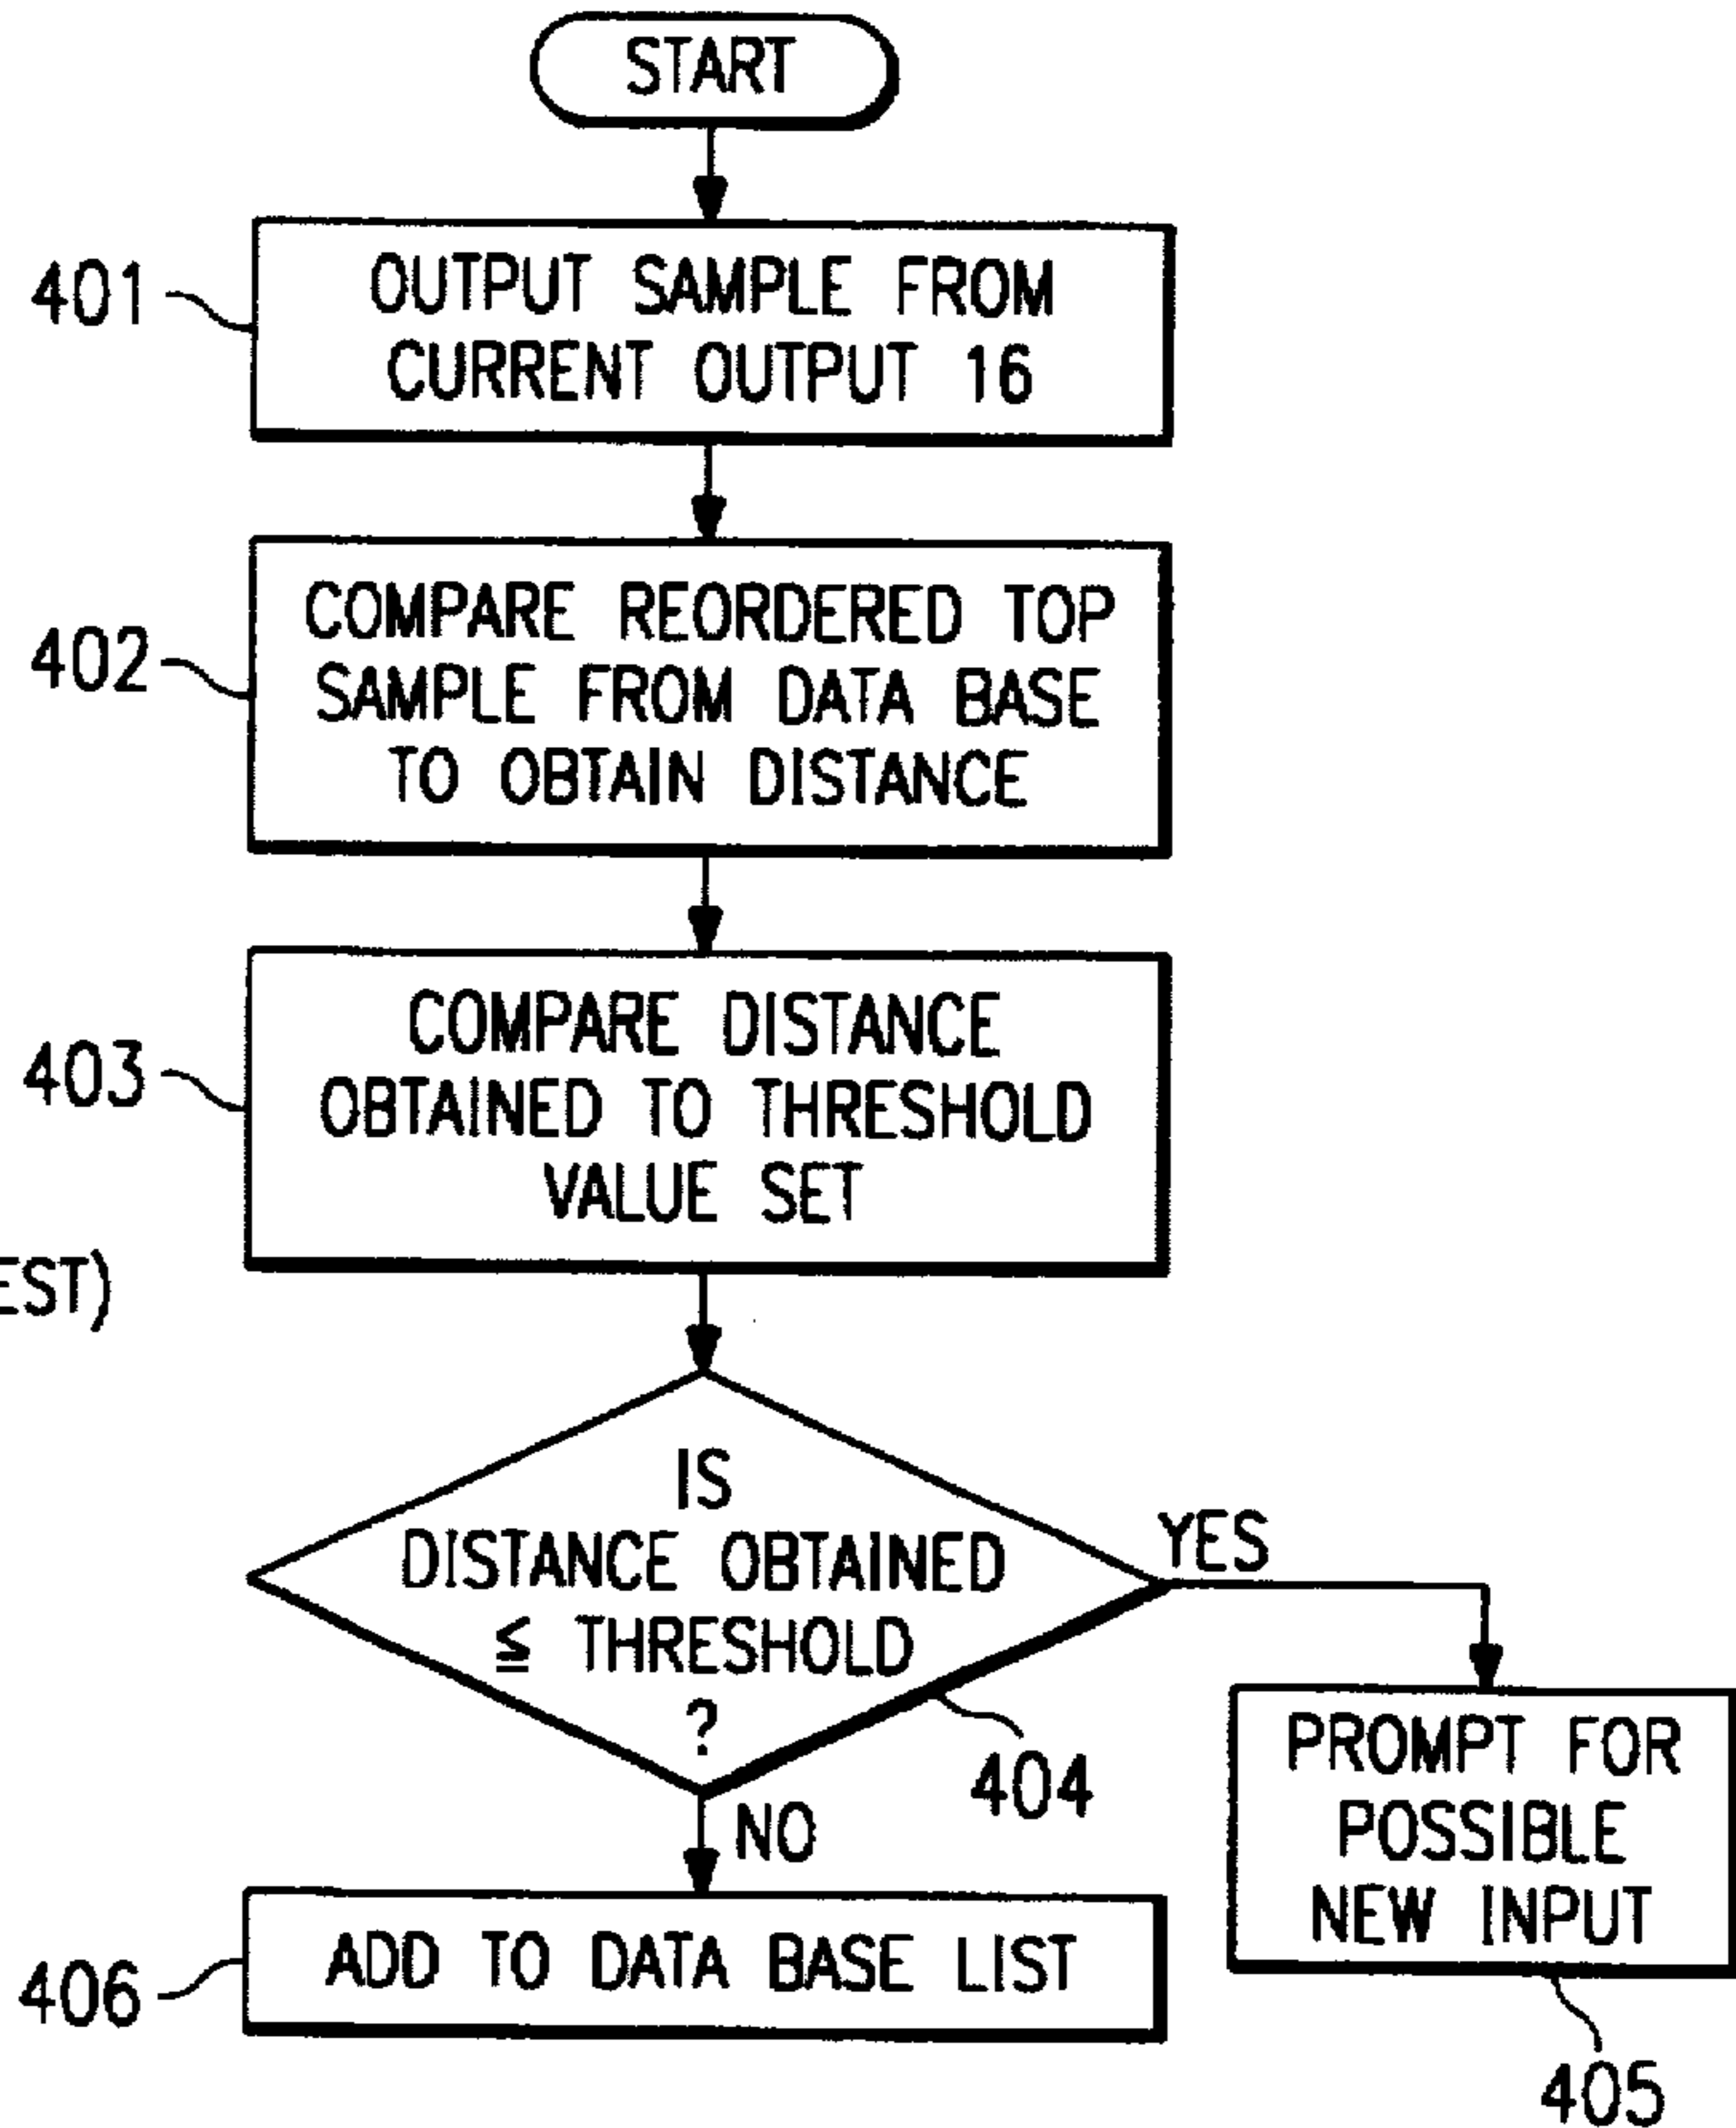 START
401
OUTPUT SAMPLE FROM
CURRENT OUTPUT 16
402
COMPARE REORDERED TOP
SAMPLE FROM DATA BASE
TO OBTAIN DISTANCE
403
COMPARE DISTANCE
OBTAINED TO THRESHOLD
VALUE SET
EST)
IS
DISTANCE OBTAINED
≦ THRESHOLD
?
YES
404
NO
PROMPT FOR
POSSIBLE
NEW INPUT
405
406
ADD TO DATA BASE LIST